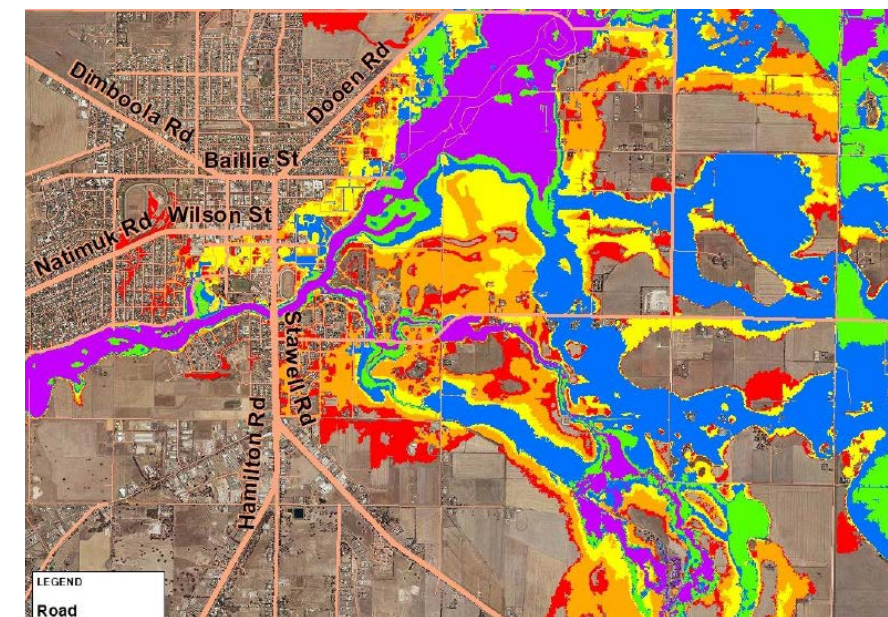 Dimboola Rd
Dooen Rd
Baillie St
Wilson St
Natimuk Rd
Stawell Rd
Hamilton Rd
LEGEND
Road